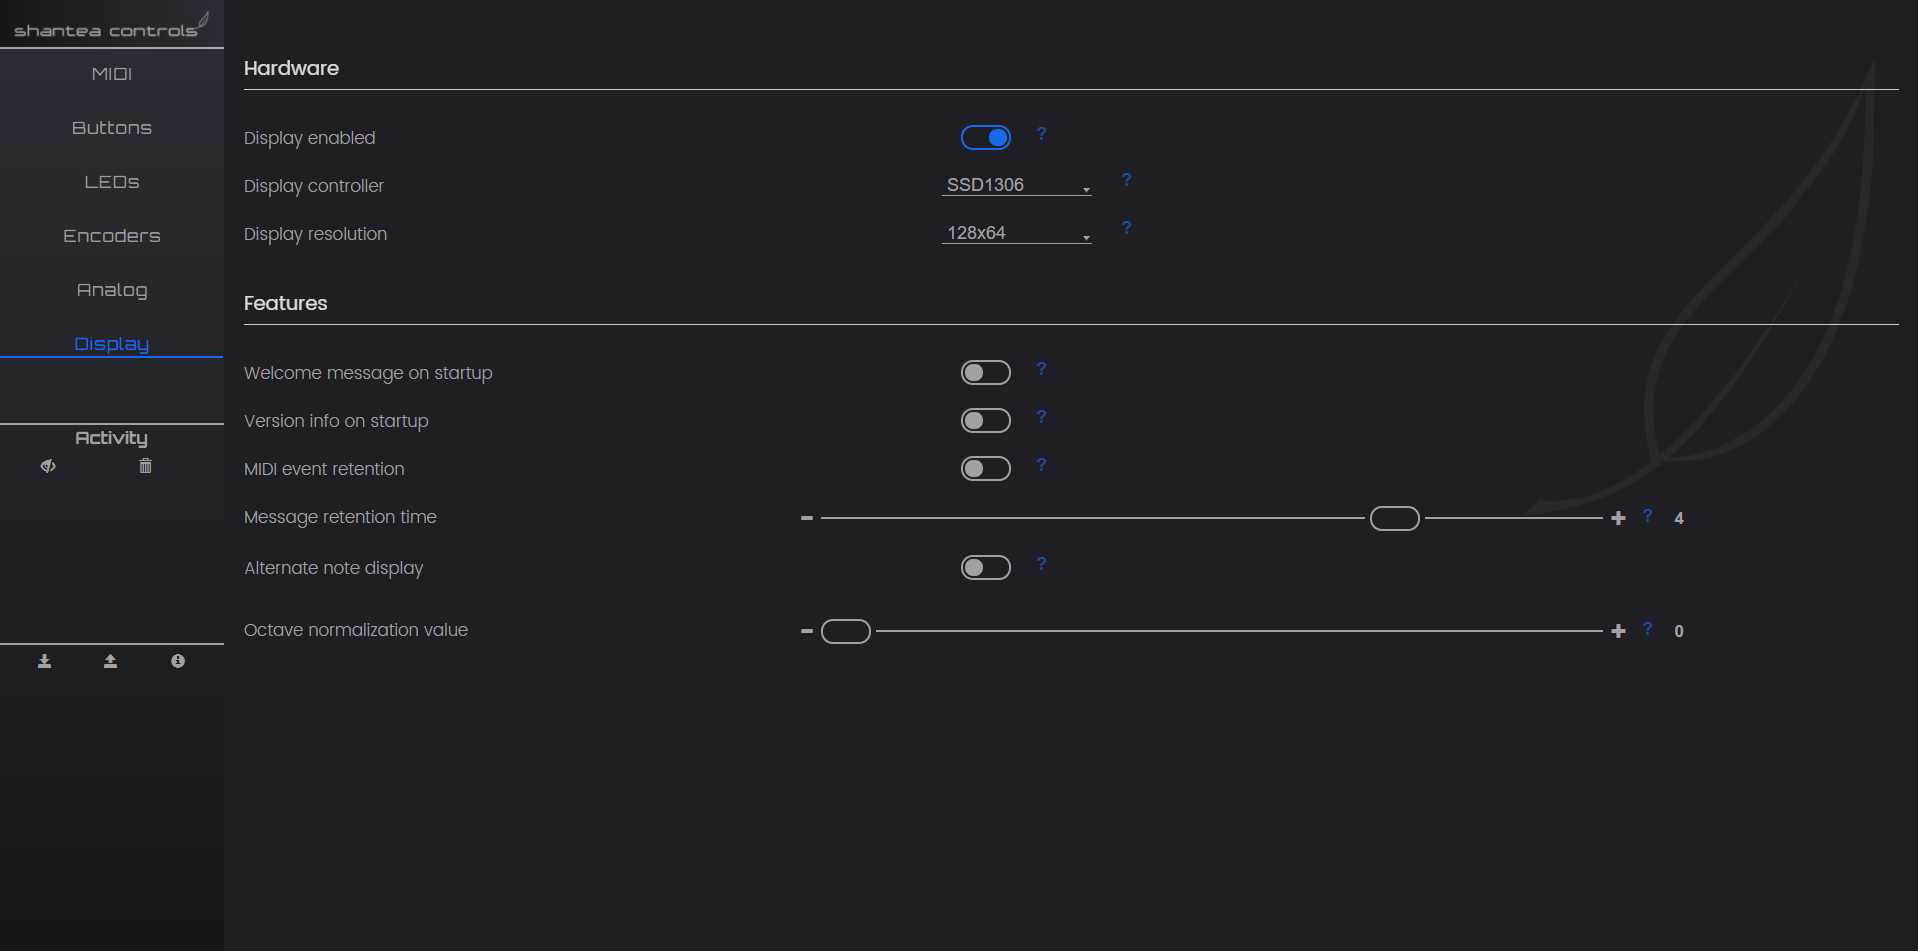 shantea controls
MIDI
Buttons
LEDs
Encoders
Analog
Display
Activity
Hardware
Display enabled ?
Display controller SSD1306 ?
Display resolution 128x64 ?
Features
Welcome message on startup ?
Version info on startup ?
MIDI event retention ?
Message retention time - + ? 4
Alternate note display ?
Octave normalization value - + ? 0